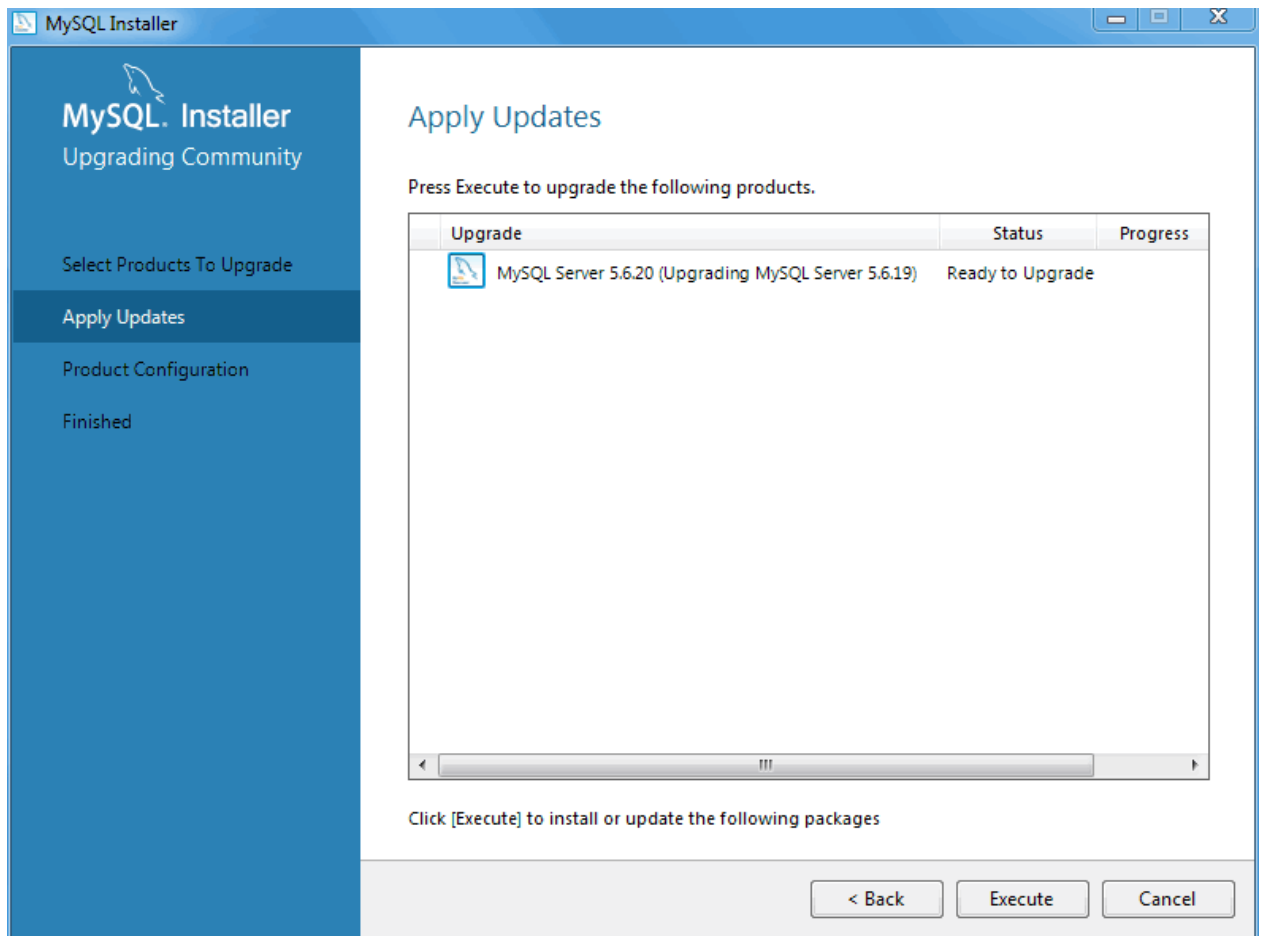 MySQL Installer
MySQL. Installer
Upgrading Community
Select Products To Upgrade
Apply Updates
Product Configuration
Finished
Apply Updates
Press Execute to upgrade the following products.
Upgrade Status Progress
MySQL Server 5.6.20 (Upgrading MySQL Server 5.6.19) Ready to Upgrade
Click [Execute] to install or update the following packages
< Back Execute Cancel